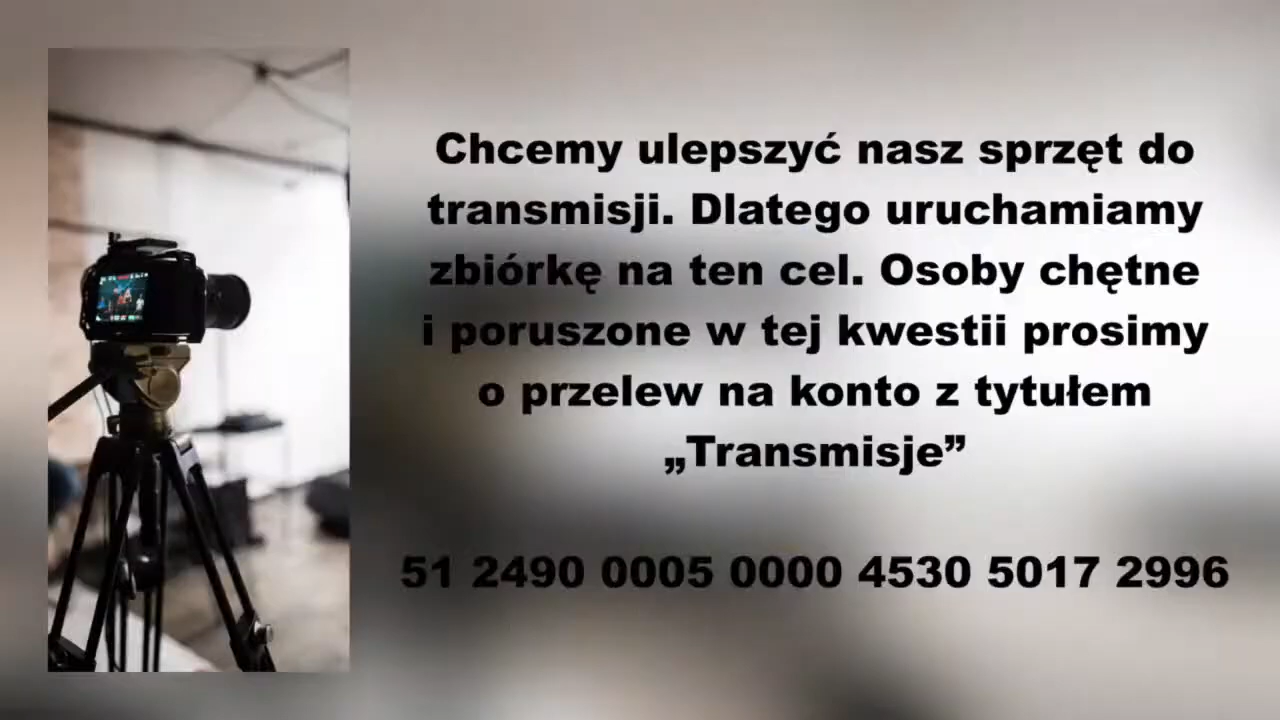 Chcemy ulepszyć nasz sprzęt do
transmisji. Dlatego uruchamiamy
zbiórkę na ten cel. Osoby chętne
i poruszone w tej kwestii prosimy
o przelew na konto z tytułem
„Transmisje”
51 2490 0005 0000 4530 5017 2996